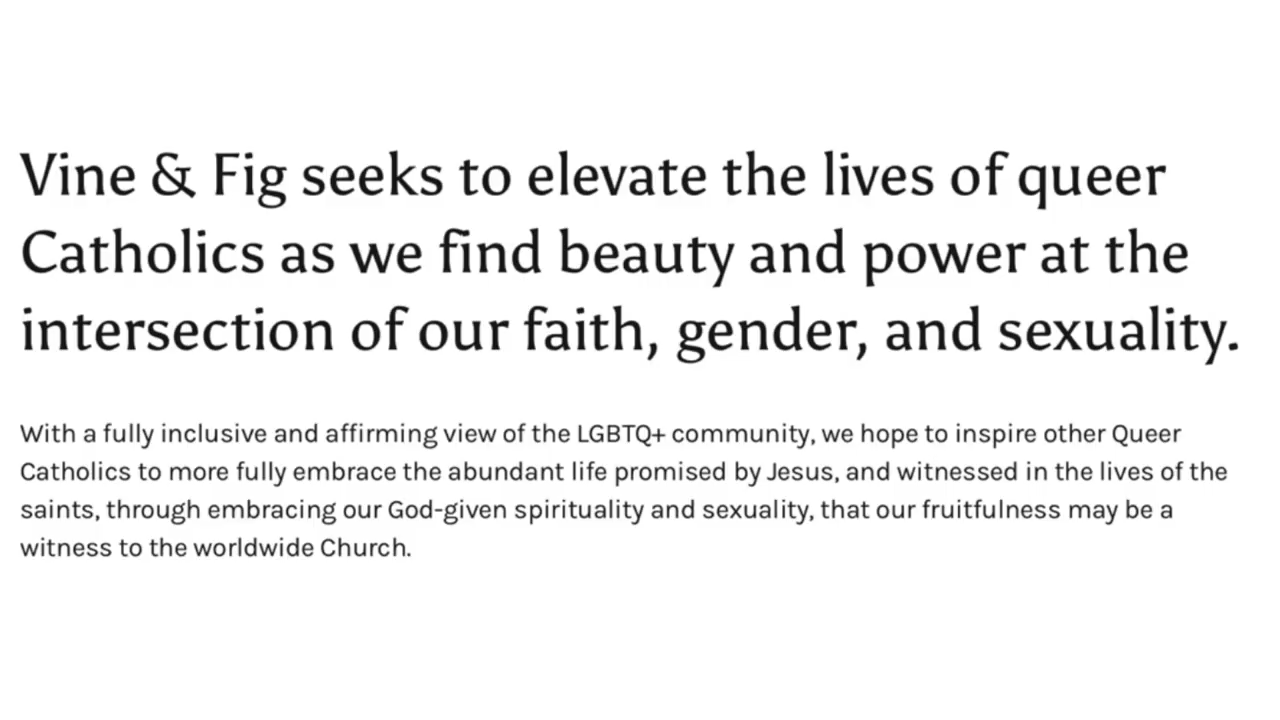 Vine & Fig seeks to elevate the lives of queer
Catholics as we find beauty and power at the
intersection of our faith, gender, and sexuality.
With a fully inclusive and affirming view of the LGBTQ+ community, we hope to inspire other Queer
Catholics to more fully embrace the abundant life promised by Jesus, and witnessed in the lives of the
saints, through embracing our God-given spirituality and sexuality, that our fruitfulness may be a
witness to the worldwide Church.